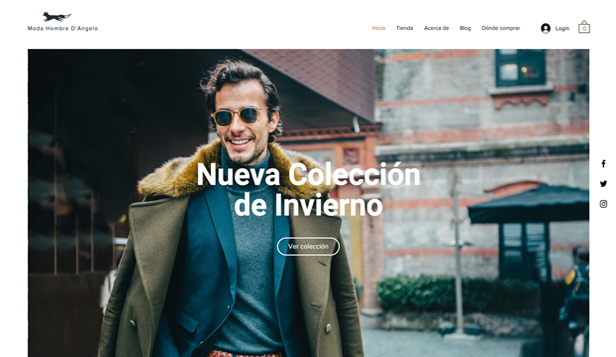 Moda Hombre D'Angelo
Inicio Tienda Acerca de Blog Dónde comprar Login 0
Nueva Colección
de Invierno
Ver colección